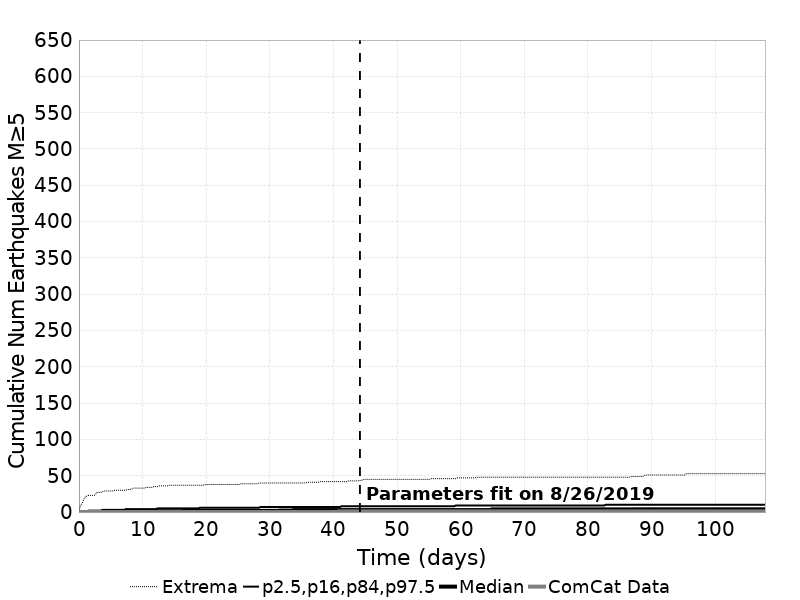 Cumulative Num Earthquakes M≥5
650
600
550
500
450
400
350
300
250
200
150
100
50
0
Parameters fit on 8/26/2019
0 10 20 30 40 50 60 70 80 90 100
Time (days)
Extrema p2.5,p16,p84,p97.5 Median ComCat Data